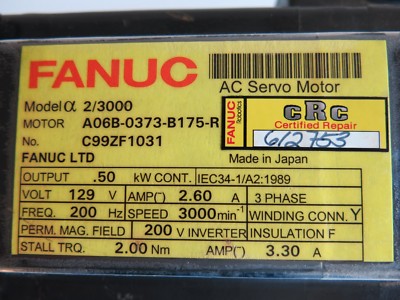 FANUC
AC Servo Motor
Model α 2/3000
MOTOR A06B-0373-B175-R
No. C99ZF1031
FANUC Robotics
cRc
Certified Repair
612753
FANUC LTD
Made in Japan
OUTPUT .50 kW CONT. IEC34-1/A2:1989
VOLT 129 V AMP(~) 2.60 A 3 PHASE
FREQ. 200 Hz SPEED 3000min⁻¹ WINDING CONN. Y
PERM. MAG. FIELD 200 V INVERTER INSULATION F
STALL TRQ. 2.00 Nm AMP(~) 3.30 A